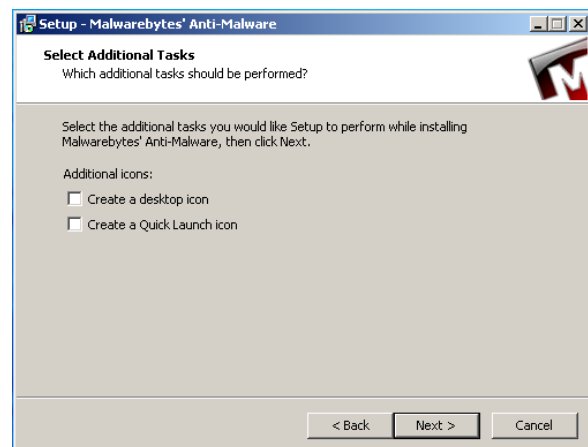 Setup - Malwarebytes' Anti-Malware
Select Additional Tasks
Which additional tasks should be performed?
Select the additional tasks you would like Setup to perform while installing
Malwarebytes' Anti-Malware, then click Next.
Additional icons:
Create a desktop icon
Create a Quick Launch icon
< Back
Next >
Cancel